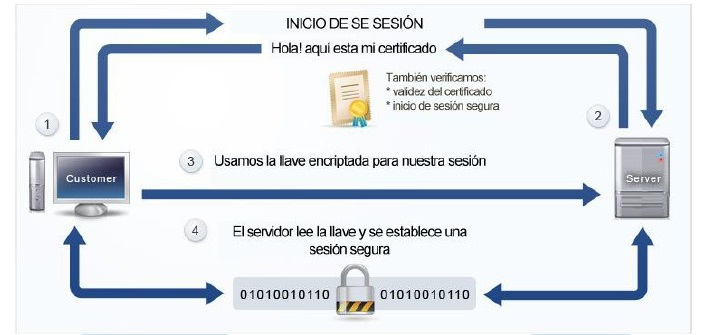 INICIO DE SE SESIÓN
Hola! aquí esta mi certificado
También verificamos:
* validez del certificado
* inicio de sesión segura
1
2
3 Usamos la llave encriptada para nuestra sesión
Customer
Server
4 El servidor lee la llave y se establece una
sesión segura
01010010110 01010010110